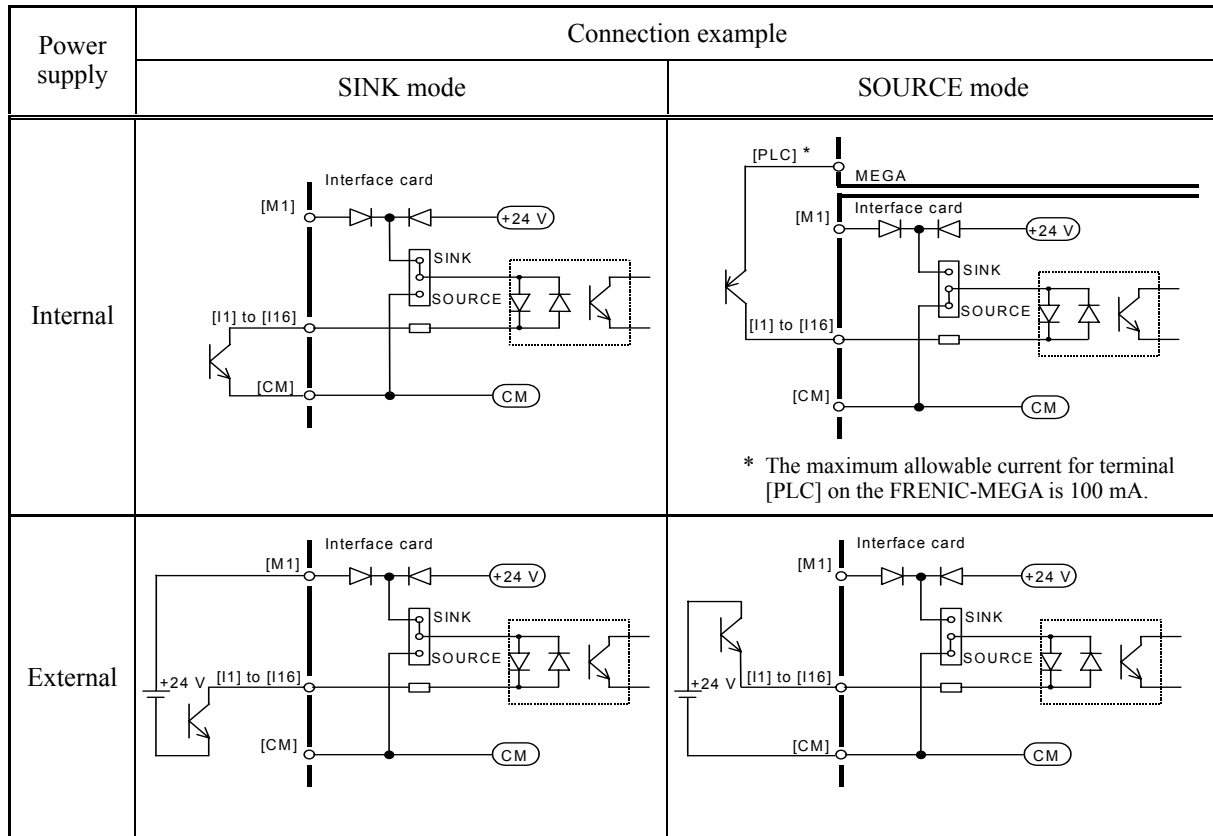 Power supply
Connection example
SINK mode
SOURCE mode
Internal
Interface card
[M1]
+24 V
SINK
SOURCE
[I1] to [I16]
[CM]
CM
[PLC] *
MEGA
Interface card
[M1]
+24 V
SINK
SOURCE
[I1] to [I16]
[CM]
CM
* The maximum allowable current for terminal
[PLC] on the FRENIC-MEGA is 100 mA.
External
Interface card
[M1]
+24 V
SINK
SOURCE
+24 V
[I1] to [I16]
[CM]
CM
Interface card
[M1]
+24 V
SINK
SOURCE
+24 V
[I1] to [I16]
[CM]
CM